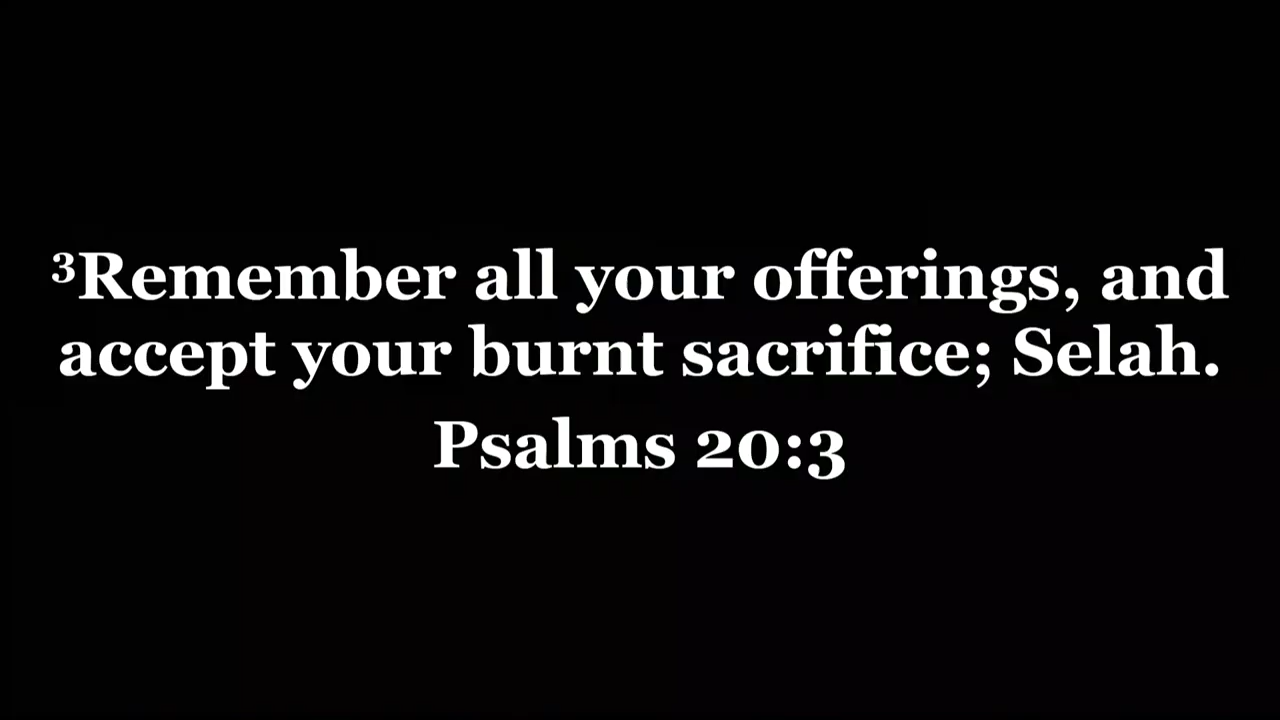 ³Remember all your offerings, and
accept your burnt sacrifice; Selah.
Psalms 20:3